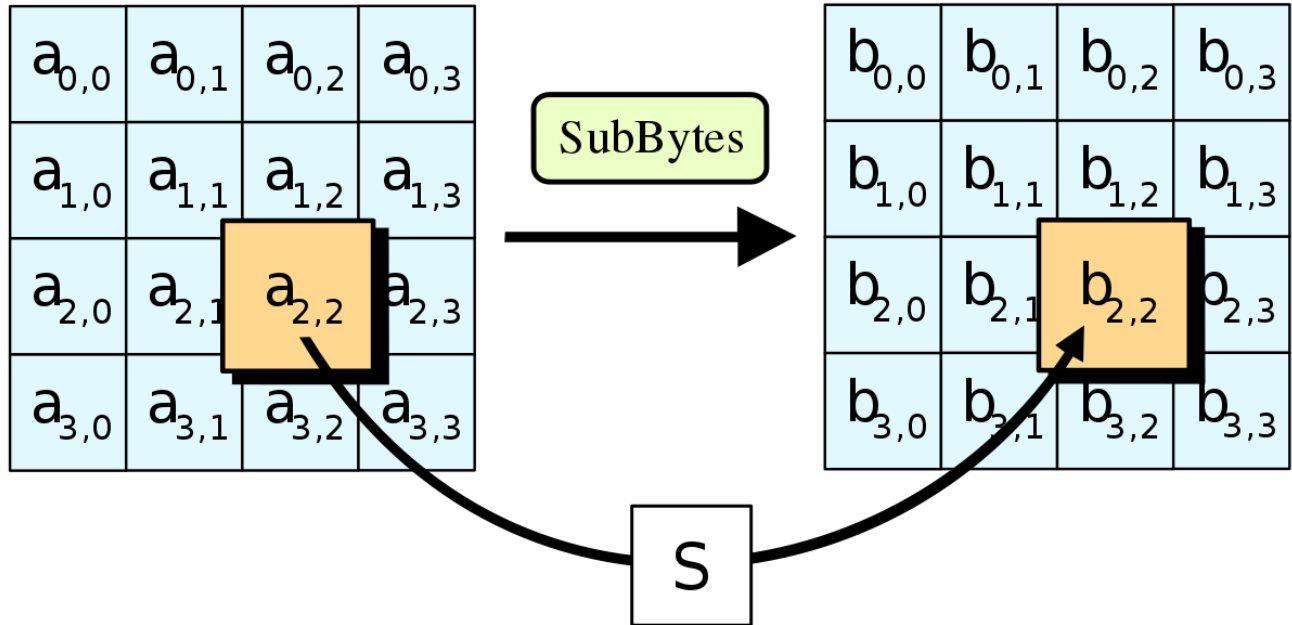 a0,0 a0,1 a0,2 a0,3
b0,0 b0,1 b0,2 b0,3
SubBytes
a1,0 a1,1 a1,2 a1,3
b1,0 b1,1 b1,2 b1,3
a2,0 a2,1 a2,2 a2,3
b2,0 b2,1 b2,2 b2,3
a3,0 a3,1 a3,2 a3,3
b3,0 b3,1 b3,2 b3,3
S